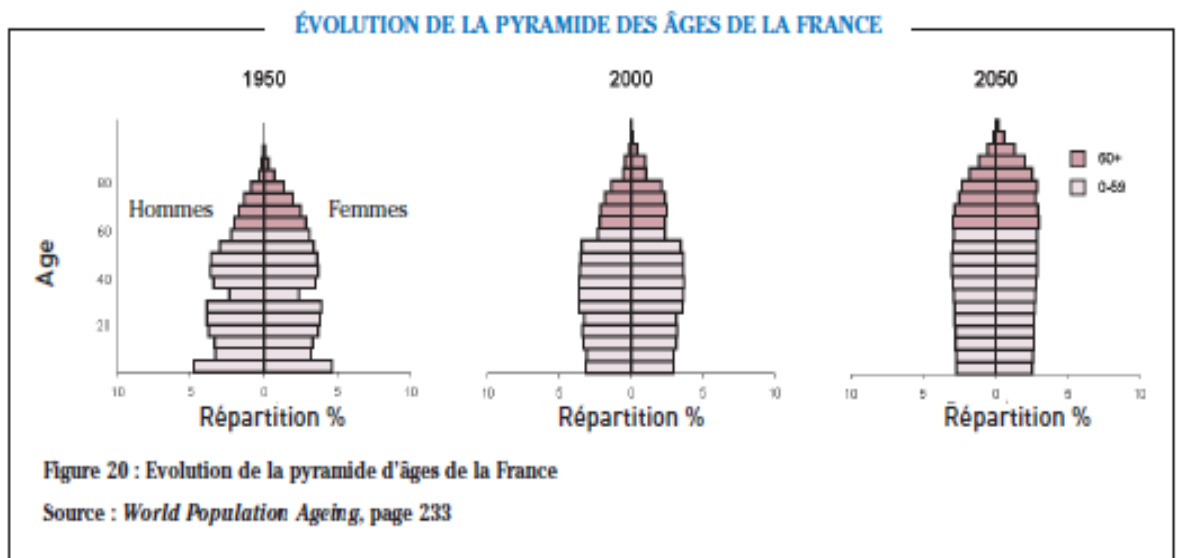 ÉVOLUTION DE LA PYRAMIDE DES ÂGES DE LA FRANCE
1950 2000 2050
60+
0-59
Hommes Femmes
Age
80
60
40
20
10 5 0 5 10 10 5 0 5 10 10 5 0 5 10
Répartition % Répartition % Répartition %
Figure 20 : Evolution de la pyramide d'âges de la France
Source : World Population Ageing, page 233